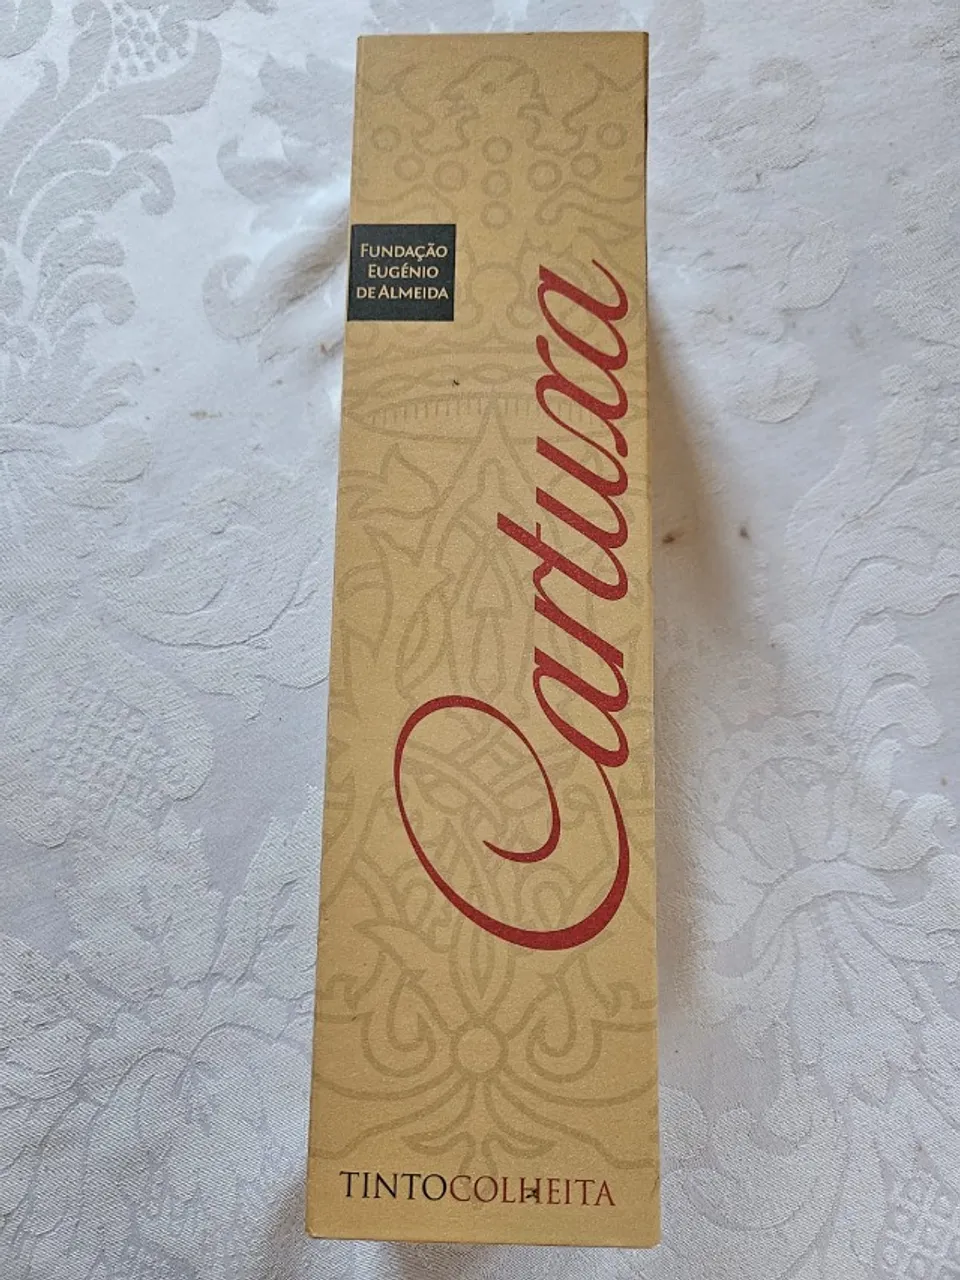 FUNDAÇÃO
EUGÉNIO
DE ALMEIDA
Cartuxa
TINTOCOLHEITA